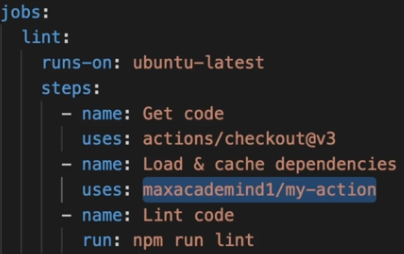 jobs:
lint:
runs-on: ubuntu-latest
steps:
- name: Get code
uses: actions/checkout@v3
- name: Load & cache dependencies
uses: maxacademind1/my-action
- name: Lint code
run: npm run lint